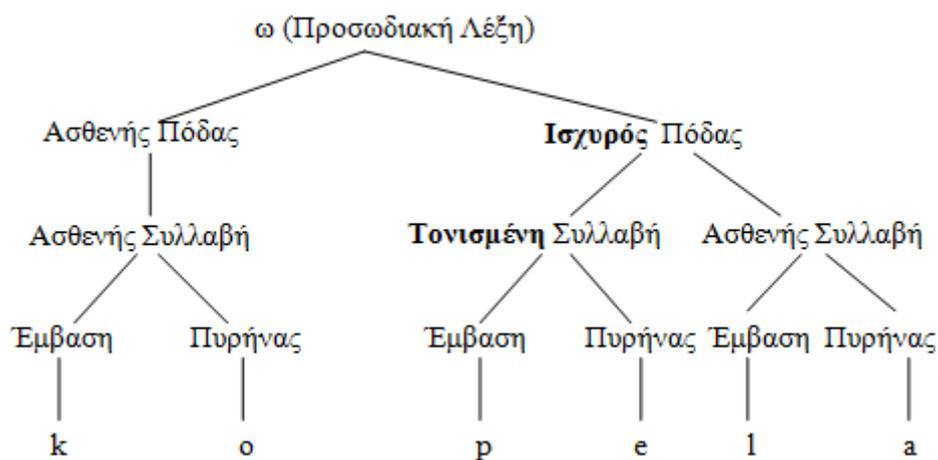 ω (Προσωδιακή Λέξη)
Ασθενής Πόδας Ισχυρός Πόδας
Ασθενής Συλλαβή Τονισμένη Συλλαβή Ασθενής Συλλαβή
Έμβαση Πυρήνας Έμβαση Πυρήνας Έμβαση Πυρήνας
k o p e l a